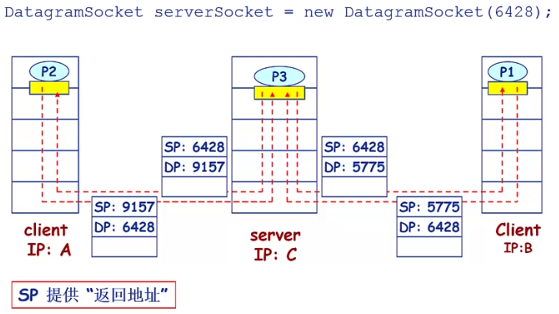 DatagramSocket serverSocket = new DatagramSocket(6428);
P2
P3
P1
SP: 6428
DP: 9157
SP: 6428
DP: 5775
SP: 9157
DP: 6428
SP: 5775
DP: 6428
client
IP: A
server
IP: C
Client
IP:B
SP 提供 “返回地址”